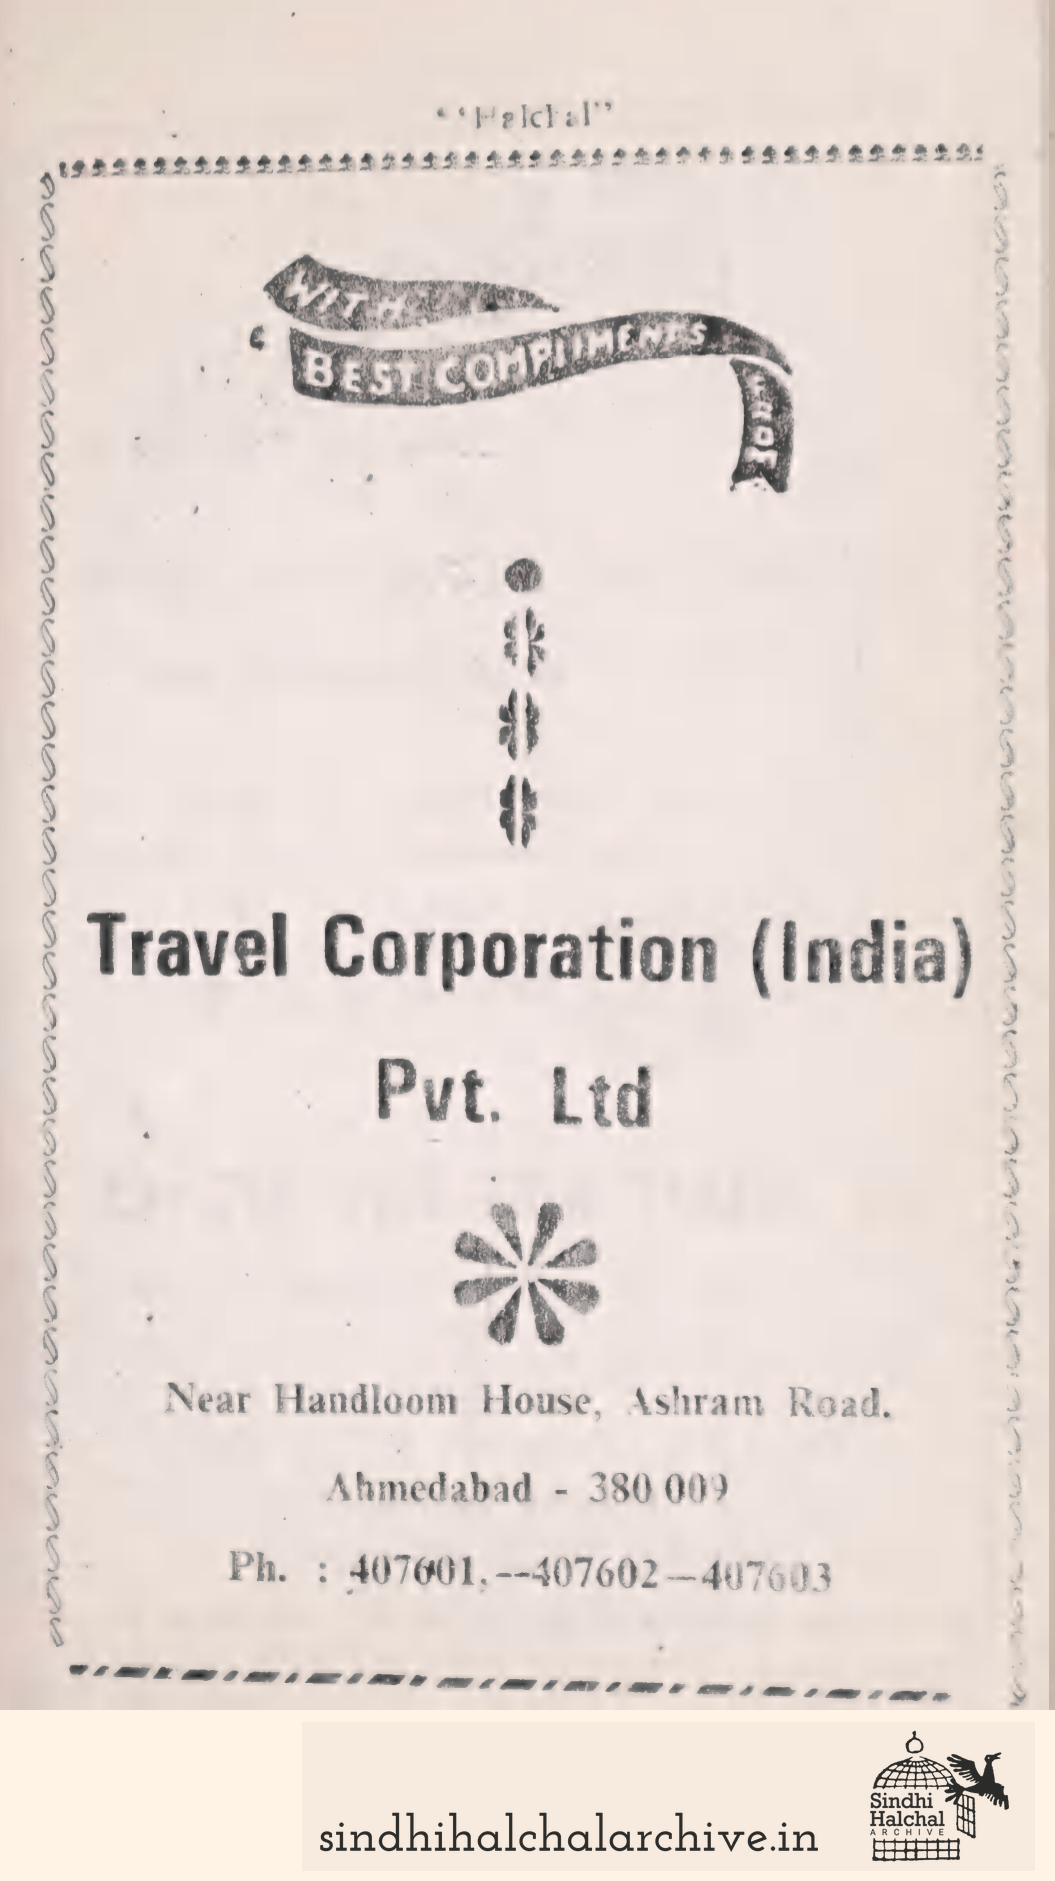 “Halchal”
WITH
BEST COMPLIMENTS
FROM
Travel Corporation (India)
Pvt. Ltd
Near Handloom House, Ashram Road.
Ahmedabad - 380 009
Ph. : 407601,--407602—407603
sindhihalchalarchive.in
Sindhi
Halchal
ARCHIVE